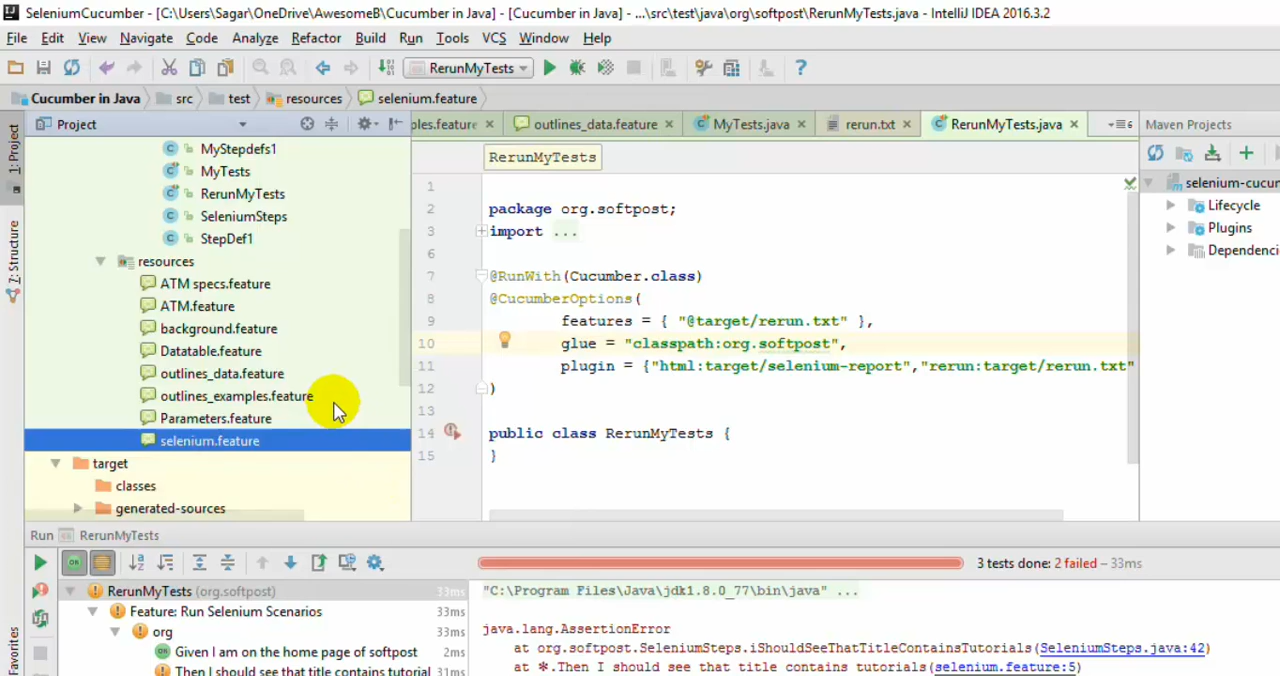 SeleniumCucumber - [C:\Users\Sagar\OneDrive\AwesomeB\Cucumber in Java] - [Cucumber in Java] - ...\src\test\java\org\softpost\RerunMyTests.java - IntelliJ IDEA 2016.3.2
File Edit View Navigate Code Analyze Refactor Build Run Tools VCS Window Help
RerunMyTests
Cucumber in Java src test resources selenium.feature
Project
ples.feature outlines_data.feature MyTests.java rerun.txt RerunMyTests.java 6
Maven Projects
1: Project
Z: Structure
Favorites
MyStepdefs1
MyTests
RerunMyTests
SeleniumSteps
StepDef1
resources
ATM specs.feature
ATM.feature
background.feature
Datatable.feature
outlines_data.feature
outlines_examples.feature
Parameters.feature
selenium.feature
target
classes
generated-sources
RerunMyTests
1
2 package org.softpost;
3 import ...
6
7 @RunWith(Cucumber.class)
8 @CucumberOptions(
9 features = { "@target/rerun.txt" },
10 glue = "classpath:org.softpost",
11 plugin = {"html:target/selenium-report","rerun:target/rerun.txt"
12 )
13
14 public class RerunMyTests {
15 }
selenium-cucum
Lifecycle
Plugins
Dependenci
Run RerunMyTests
3 tests done: 2 failed – 33ms
RerunMyTests (org.softpost) 33ms
Feature: Run Selenium Scenarios 33ms
org 33ms
Given I am on the home page of softpost 2ms
Then I should see that title contains tutorial 31ms
"C:\Program Files\Java\jdk1.8.0_77\bin\java" ...
java.lang.AssertionError
at org.softpost.SeleniumSteps.iShouldSeeThatTitleContainsTutorials(SeleniumSteps.java:42)
at *.Then I should see that title contains tutorials(selenium.feature:5)